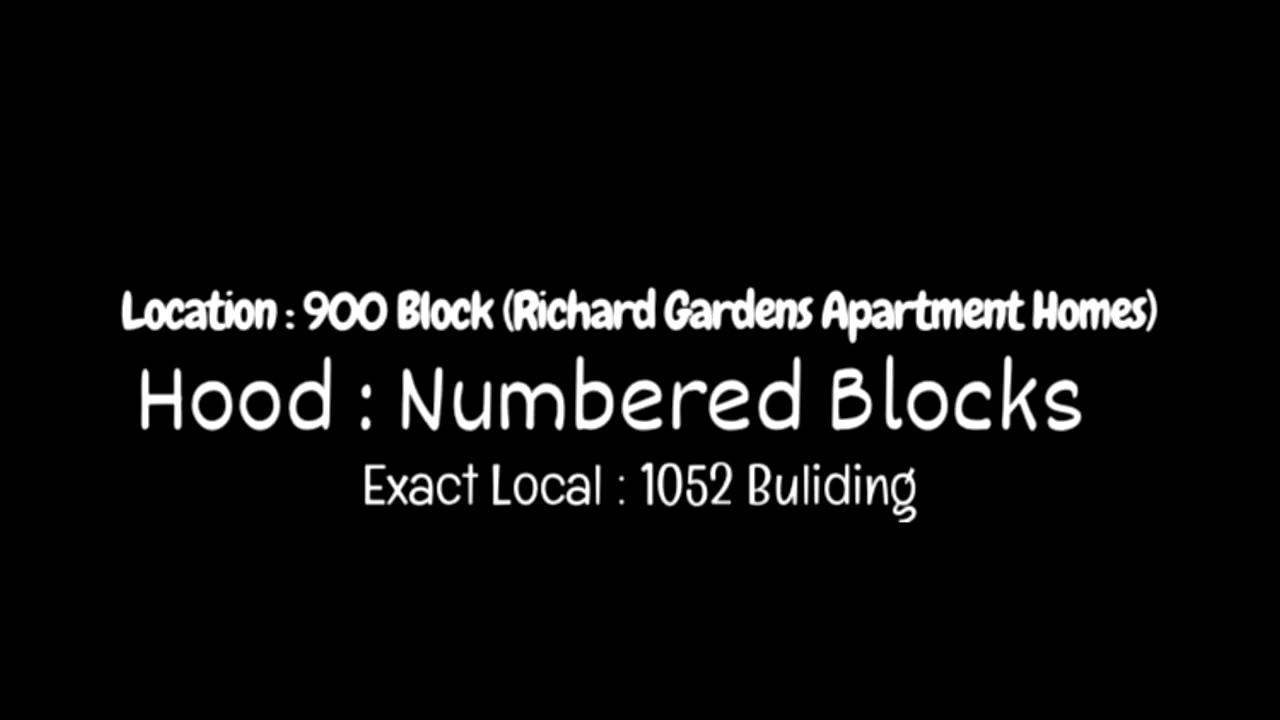 Location : 900 Block (Richard Gardens Apartment Homes)
Hood : Numbered Blocks
Exact Local : 1052 Buliding